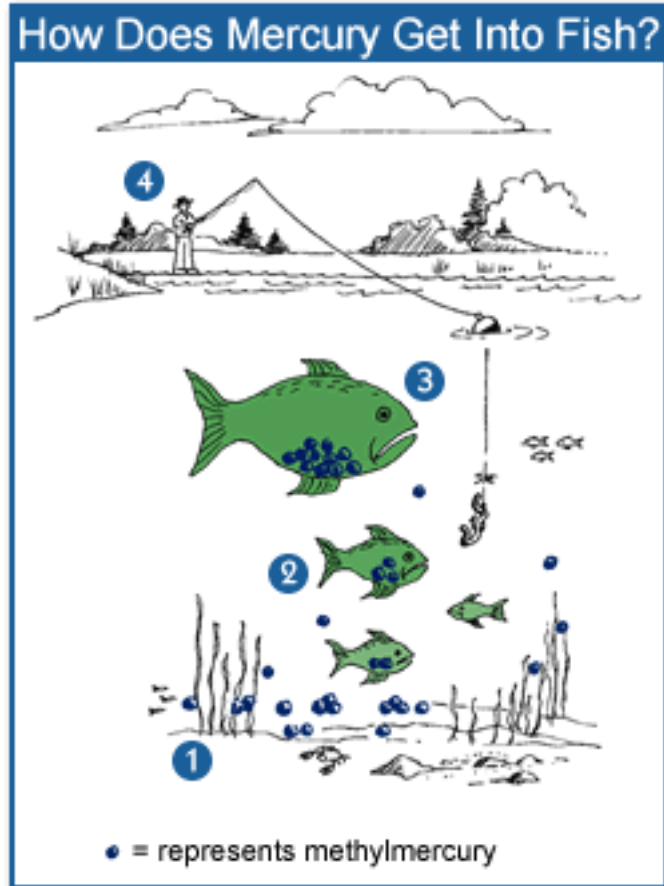 How Does Mercury Get Into Fish?
4
3
2
1
= represents methylmercury